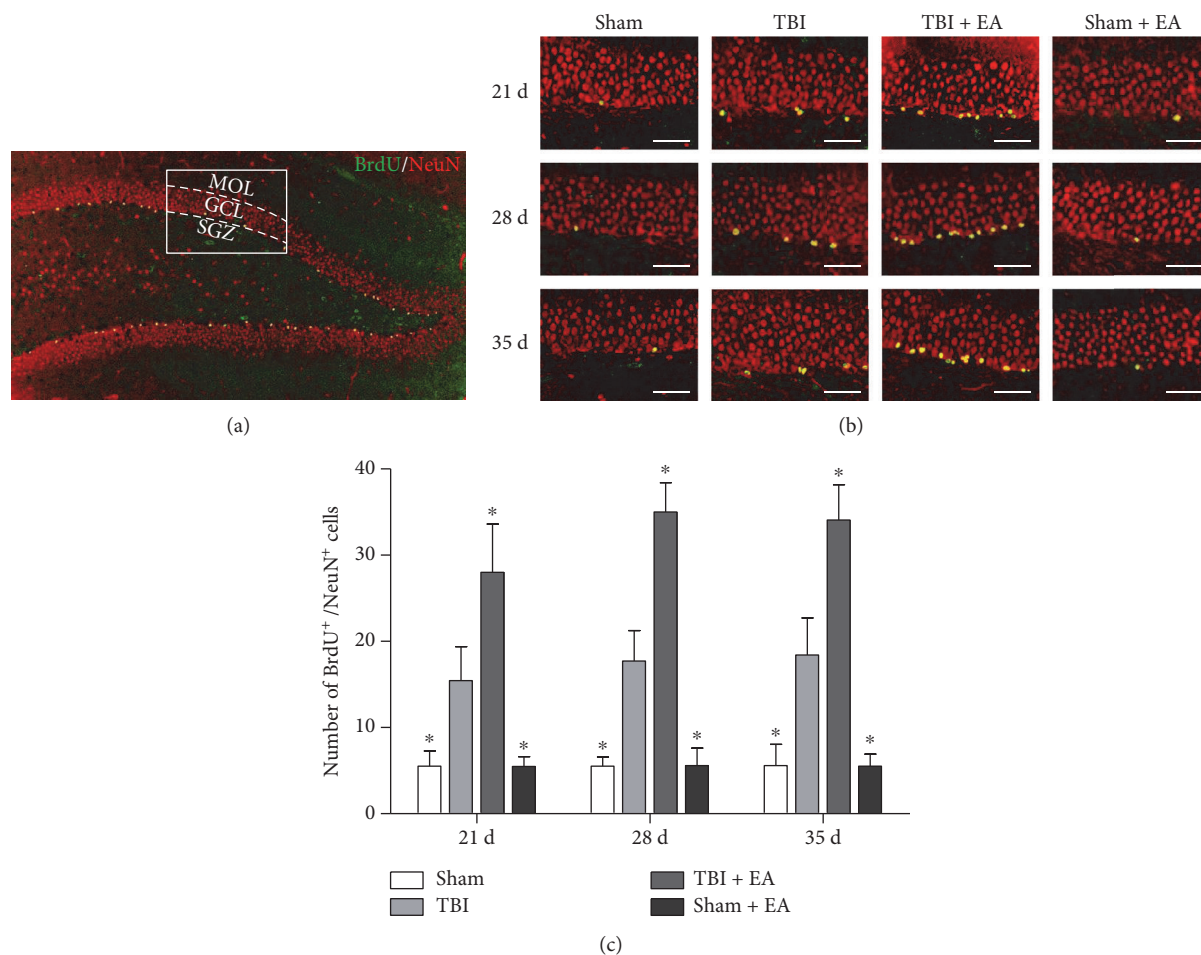 BrdU/NeuN
MOL
GCL
SGZ
(a)
Sham TBI TBI + EA Sham + EA
21 d
28 d
35 d
(b)
Number of BrdU⁺ /NeuN⁺ cells
40
30
20
10
0
* * *
* * *
* * *
21 d 28 d 35 d
Sham
TBI
TBI + EA
Sham + EA
(c)